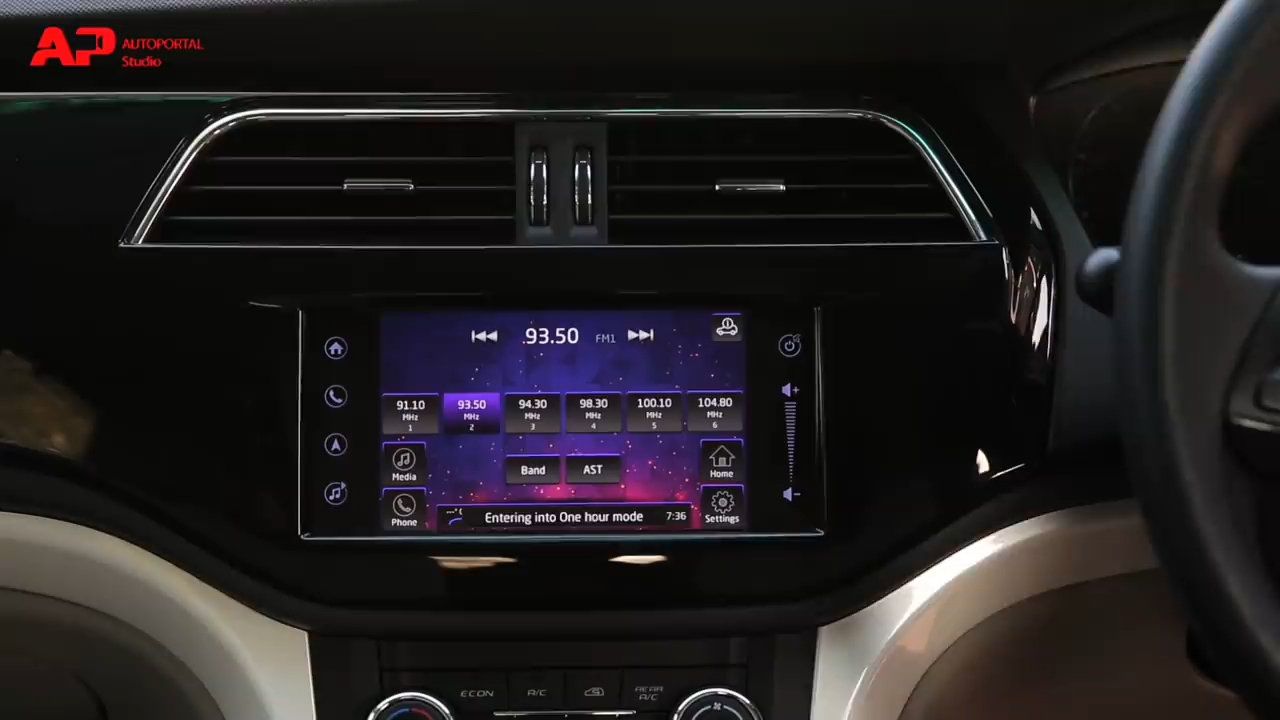 AP AUTOPORTAL
Studio
93.50 FM1
91.10 93.50 94.30 98.30 100.10 104.80
MHz MHz MHz MHz MHz MHz
1 2 3 4 5 6
Media Band AST Home
Phone Entering into One hour mode 7:36 Settings
ECON A/C REAR
A/C